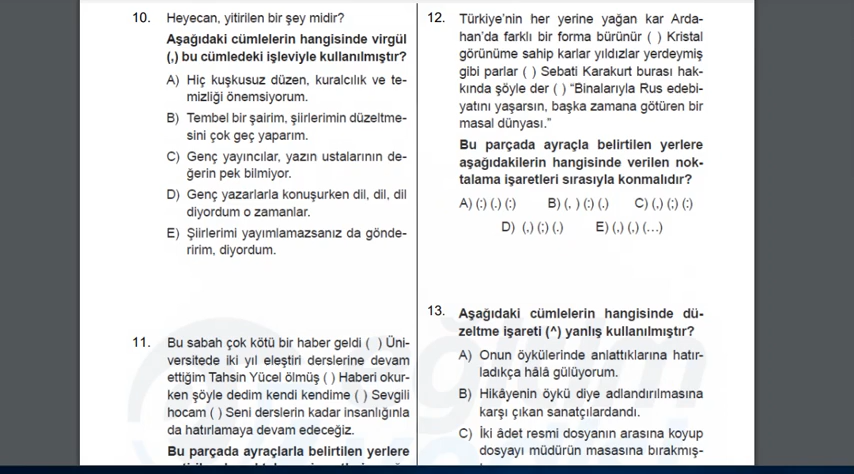 10. Heyecan, yitirilen bir şey midir?
Aşağıdaki cümlelerin hangisinde virgül
(,) bu cümledeki işleviyle kullanılmıştır?
A) Hiç kuşkusuz düzen, kuralcılık ve te-
mizliği önemsiyorum.
B) Tembel bir şairim, şiirlerimin düzeltme-
sini çok geç yaparım.
C) Genç yayıncılar, yazın ustalarının de-
ğerin pek bilmiyor.
D) Genç yazarlarla konuşurken dil, dil, dil
diyordum o zamanlar.
E) Şiirlerimi yayımlamazsanız da gönde-
ririm, diyordum.
11. Bu sabah çok kötü bir haber geldi ( ) Üni-
versitede iki yıl eleştiri derslerine devam
ettiğim Tahsin Yücel ölmüş ( ) Haberi okur-
ken şöyle dedim kendi kendime ( ) Sevgili
hocam ( ) Seni derslerin kadar insanlığınla
da hatırlamaya devam edeceğiz.
Bu parçada ayraçlarla belirtilen yerlere
12. Türkiye'nin her yerine yağan kar Arda-
han'da farklı bir forma bürünür ( ) Kristal
görünüme sahip karlar yıldızlar yerdeymiş
gibi parlar ( ) Sebati Karakurt burası hak-
kında şöyle der ( ) "Binalarıyla Rus edebi-
yatını yaşarsın, başka zamana götüren bir
masal dünyası."
Bu parçada ayraçla belirtilen yerlere
aşağıdakilerin hangisinde verilen nok-
talama işaretleri sırasıyla konmalıdır?
A) (:) (.) (:) B) (, ) (:) (.) C) (.) (;) (:)
D) (.) (;) (.) E) (.) (.) (…)
13. Aşağıdaki cümlelerin hangisinde dü-
zeltme işareti (^) yanlış kullanılmıştır?
A) Onun öykülerinde anlattıklarına hatır-
ladıkça hâlâ gülüyorum.
B) Hikâyenin öykü diye adlandırılmasına
karşı çıkan sanatçılardandı.
C) İki âdet resmi dosyanın arasına koyup
dosyayı müdürün masasına bırakmış-